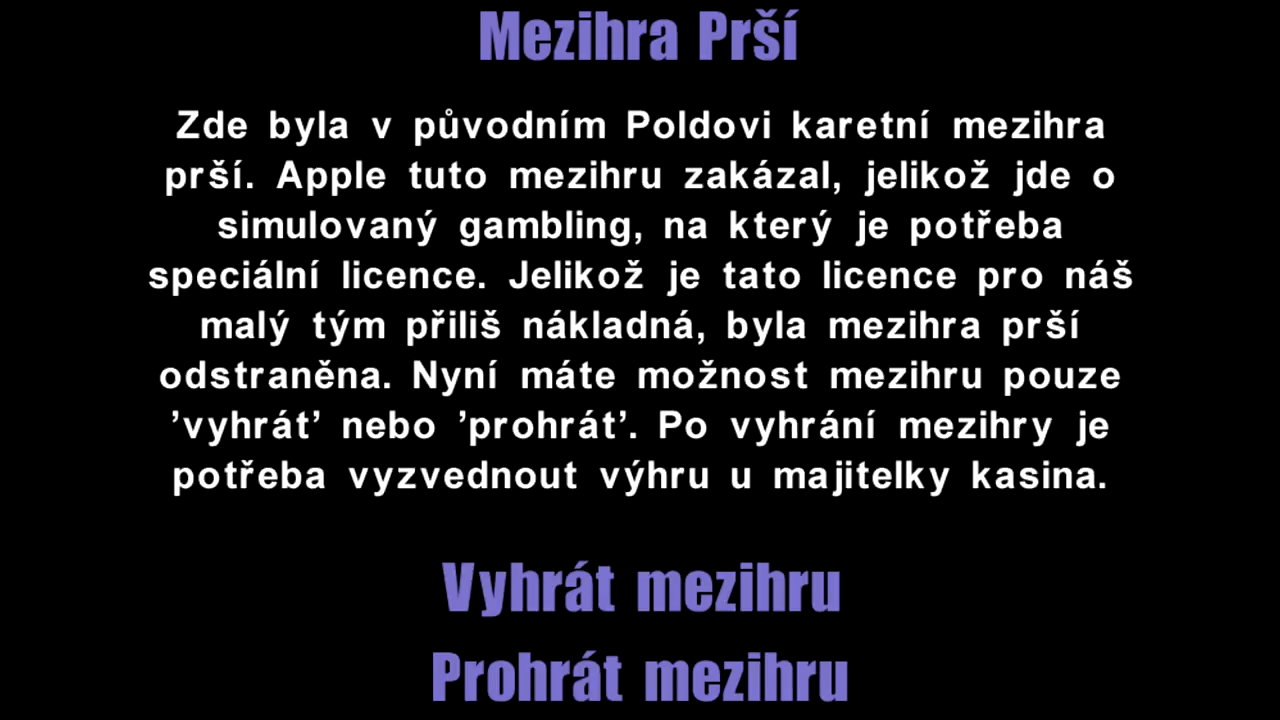 Mezihra Prší
Zde byla v původním Poldovi karetní mezihra
prší. Apple tuto mezihru zakázal, jelikož jde o
simulovaný gambling, na který je potřeba
speciální licence. Jelikož je tato licence pro náš
malý tým přiliš nákladná, byla mezihra prší
odstraněna. Nyní máte možnost mezihru pouze
’vyhrát’ nebo ’prohrát’. Po vyhrání mezihry je
potřeba vyzvednout výhru u majitelky kasina.
Vyhrát mezihru
Prohrát mezihru